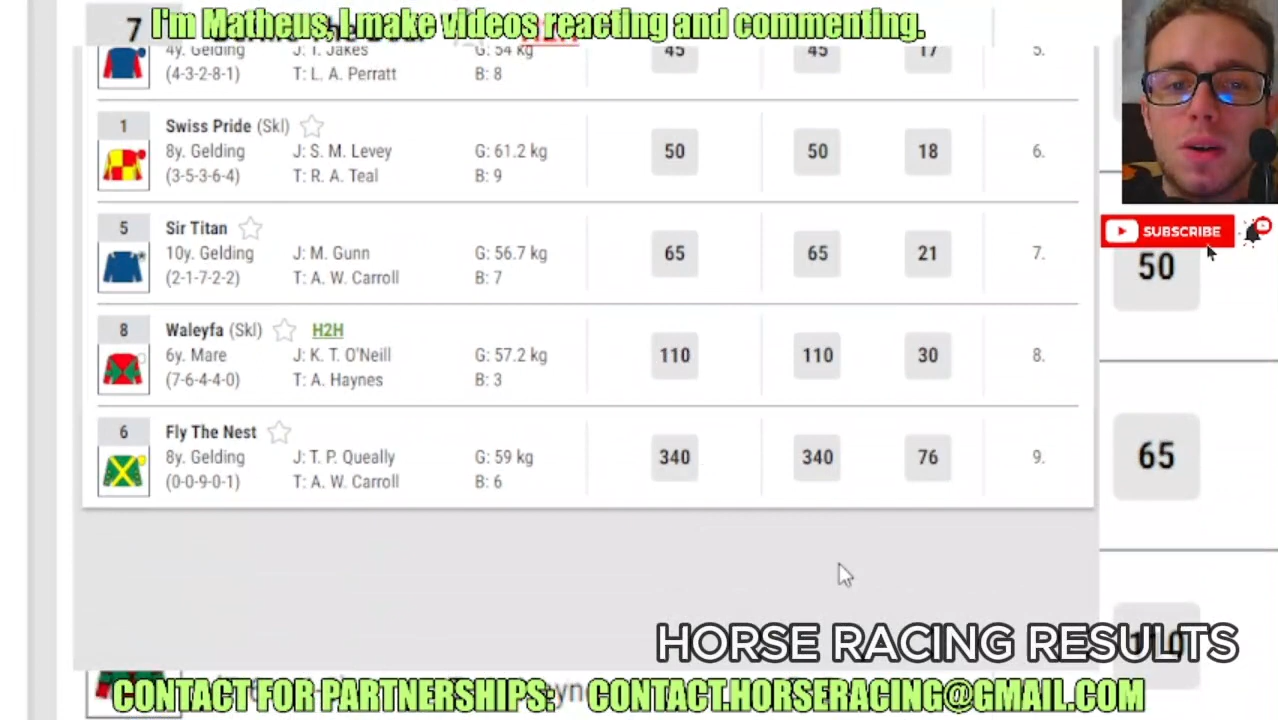 I'm Matheus, I make videos reacting and commenting.
7
4y. Gelding J: T. Jakes G: 54 kg 45 45 17 5.
(4-3-2-8-1) T: L. A. Perratt B: 8
1 Swiss Pride (Skl)
8y. Gelding J: S. M. Levey G: 61.2 kg 50 50 18 6.
(3-5-3-6-4) T: R. A. Teal B: 9
SUBSCRIBE
5 Sir Titan
10y. Gelding J: M. Gunn G: 56.7 kg 65 65 21 7. 50
(2-1-7-2-2) T: A. W. Carroll B: 7
8 Waleyfa (Skl) H2H
6y. Mare J: K. T. O'Neill G: 57.2 kg 110 110 30 8.
(7-6-4-4-0) T: A. Haynes B: 3
6 Fly The Nest
8y. Gelding J: T. P. Queally G: 59 kg 340 340 76 9. 65
(0-0-9-0-1) T: A. W. Carroll B: 6
HORSE RACING RESULTS
CONTACT FOR PARTNERSHIPS: CONTACT.HORSERACING@GMAIL.COM